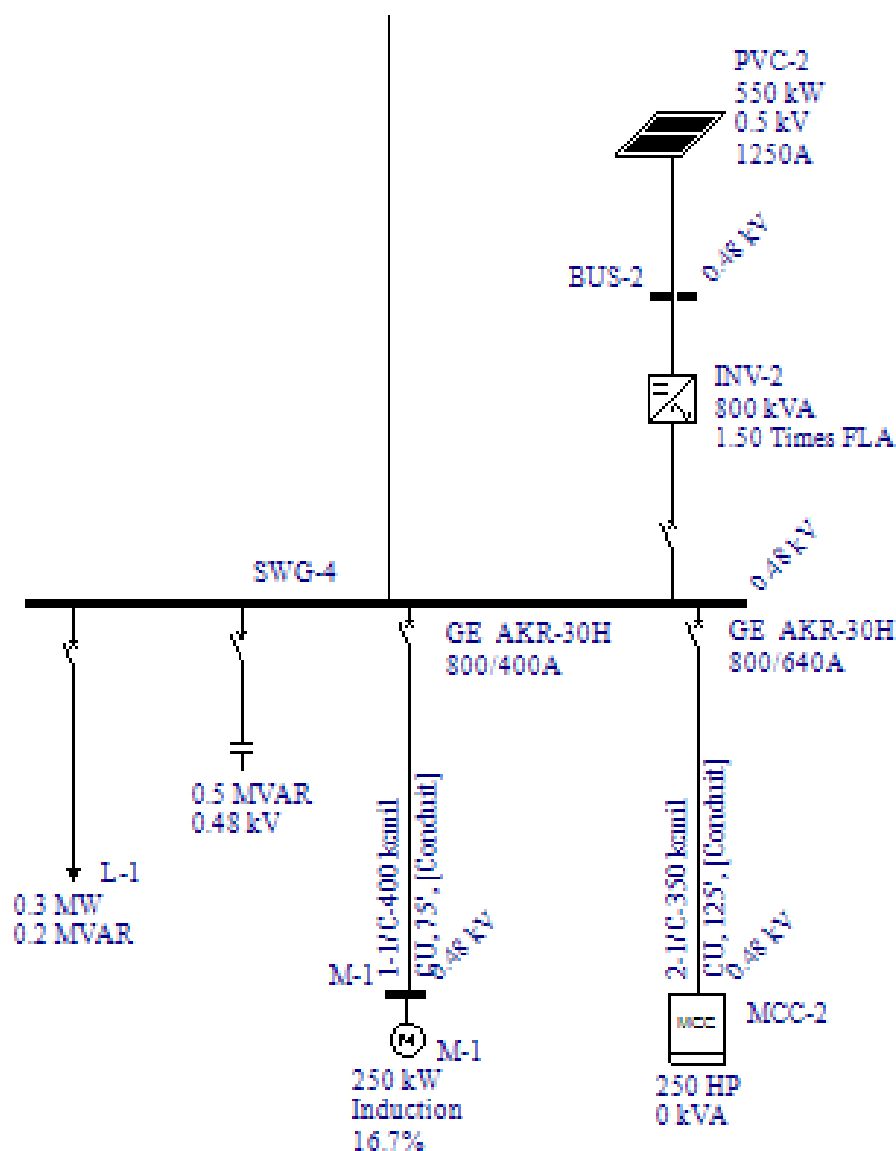 PVC-2
550 kW
0.5 kV
1250A
0.48 kV
BUS-2
INV-2
800 kVA
1.50 Times FLA
0.48 kV
SWG-4
GE AKR-30H
800/400A
GE AKR-30H
800/640A
0.5 MVAR
0.48 kV
1-1/C-400 kcmil
CU, 75', [Conduit]
0.48 kV
2-1/C-350 kcmil
CU, 125', [Conduit]
0.48 kV
L-1
0.3 MW
0.2 MVAR
M-1
M
M-1
250 kW
Induction
16.7%
MCC
MCC-2
250 HP
0 kVA